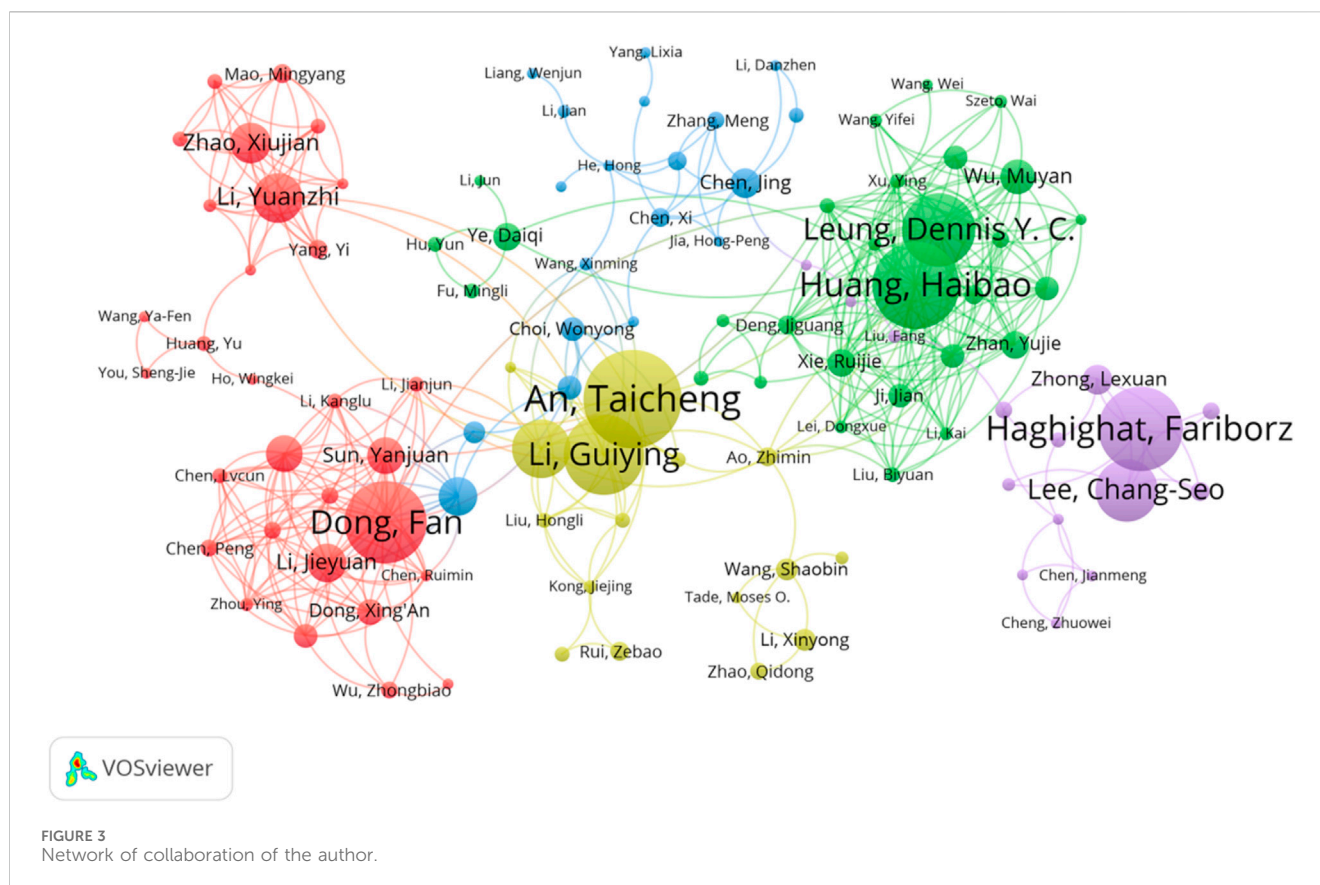 Yang, Lixia
Liang, Wenjun
Li, Danzhen
Mao, Mingyang
Wang, Wei
Szeto, Wai
Li, Jian
Zhang, Meng
Wang, Yifei
Zhao, Xiujian
He, Hong
Wu, Muyan
Li, Jun
Xu, Ying
Chen, Jing
Li, Yuanzhi
Chen, Xi
Leung, Dennis Y. C.
Ye, Daiqi
Jia, Hong-Peng
Hu, Yun
Yang, Yi
Wang, Xinming
Huang, Haibao
Fu, Mingli
Wang, Ya-Fen
Choi, Wonyong
Deng, Jiguang
Liu, Fang
Huang, Yu
Zhan, Yujie
Xie, Ruijie
You, Sheng-Jie
Ho, Wingkei
Zhong, Lexuan
Li, Jianjun
Ji, Jian
Li, Kanglu
An, Taicheng
Lei, Dongxue
Haghighat, Fariborz
Li, Kai
Sun, Yanjuan
Li, Guiying
Ao, Zhimin
Chen, Lvcun
Liu, Biyuan
Lee, Chang-Seo
Dong, Fan
Liu, Hongli
Chen, Peng
Li, Jieyuan
Wang, Shaobin
Chen, Ruimin
Chen, Jianmeng
Kong, Jiejing
Tade, Moses O.
Zhou, Ying
Dong, Xing'An
Cheng, Zhuowei
Li, Xinyong
Rui, Zebao
Zhao, Qidong
Wu, Zhongbiao
VOSviewer
FIGURE 3
Network of collaboration of the author.